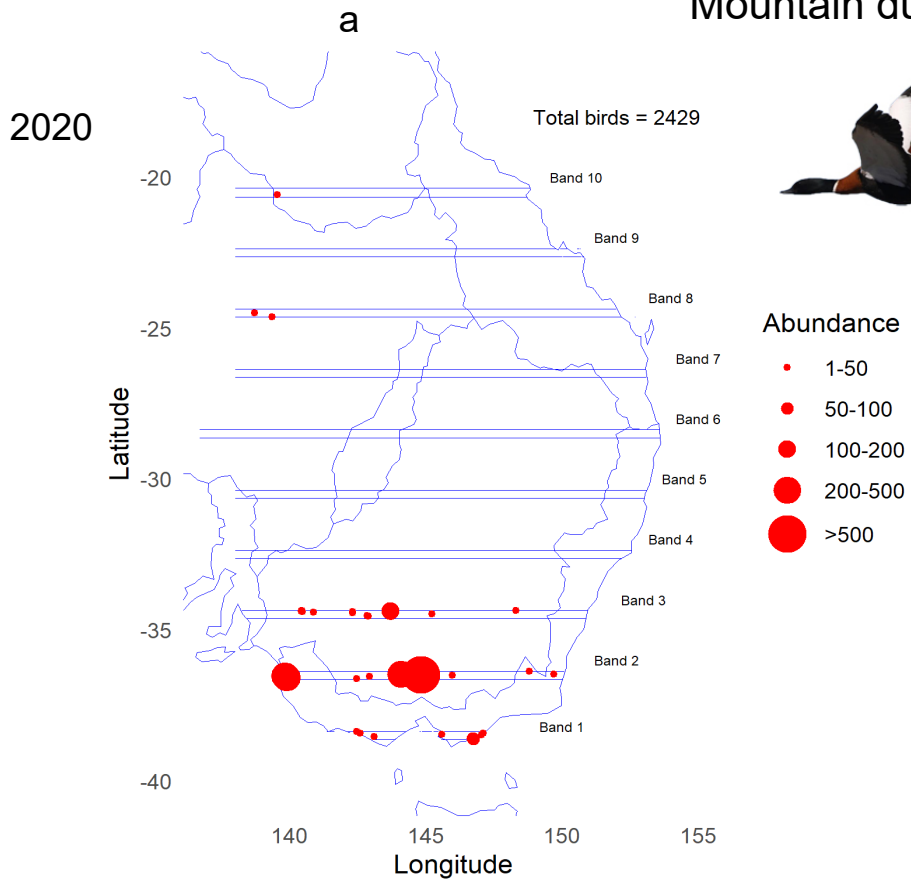 Mountain du
a
2020
Total birds = 2429
-20
Band 10
Band 9
Band 8
-25
Abundance
Band 7
1-50
50-100
Band 6
100-200
Latitude
-30
Band 5
200-500
>500
Band 4
Band 3
-35
Band 2
Band 1
-40
140 145 150 155
Longitude